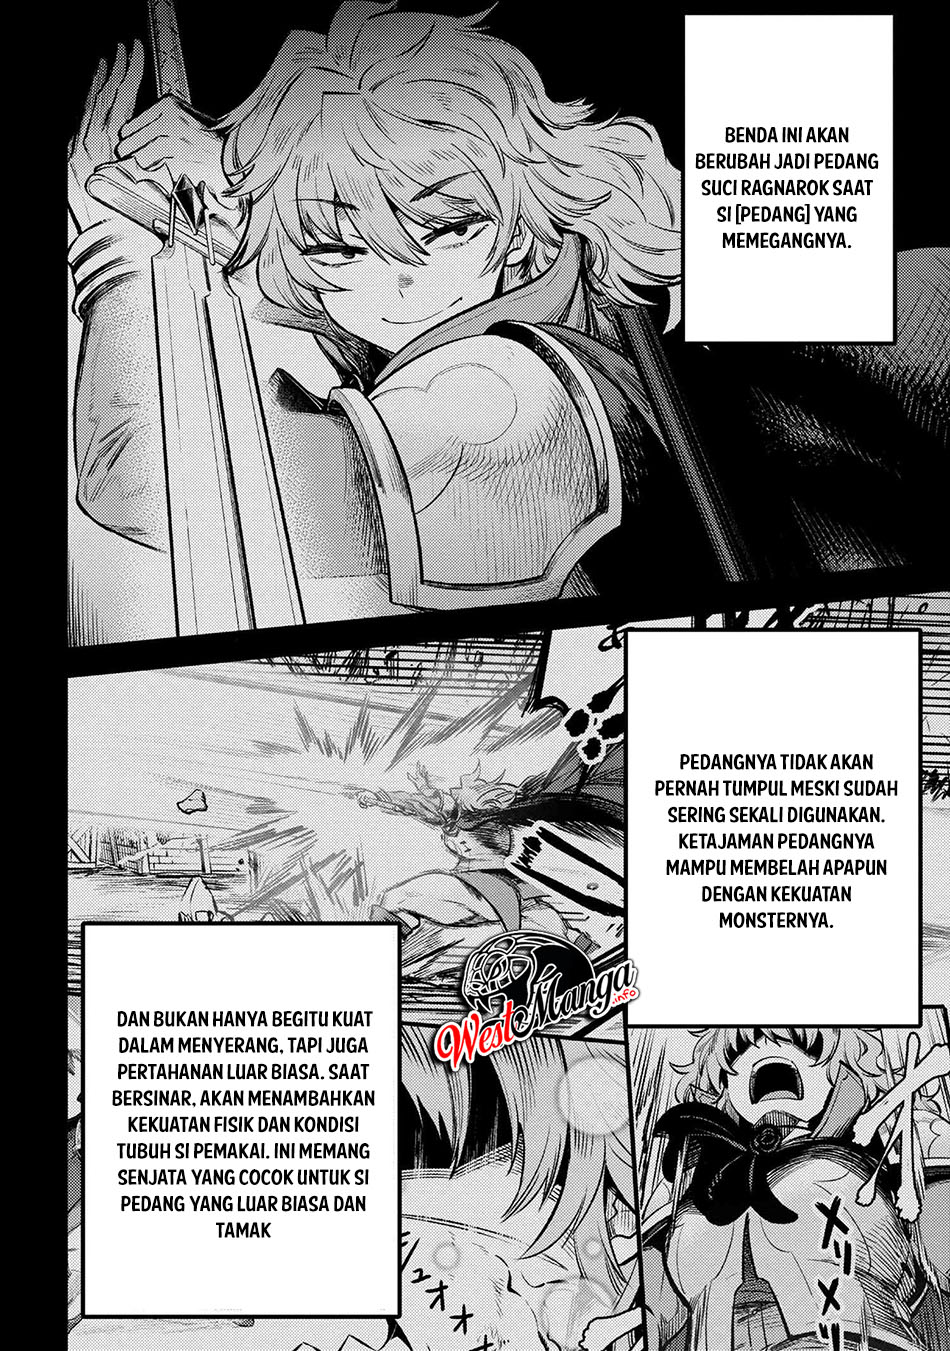 BENDA INI AKAN
BERUBAH JADI PEDANG
SUCI RAGNAROK SAAT
SI [PEDANG] YANG
MEMEGANGNYA.
PEDANGNYA TIDAK AKAN
PERNAH TUMPUL MESKI SUDAH
SERING SEKALI DIGUNAKAN.
KETAJAMAN PEDANGNYA
MAMPU MEMBELAH APAPUN
DENGAN KEKUATAN
MONSTERNYA.
WESTMANGA
.info
DAN BUKAN HANYA BEGITU KUAT
DALAM MENYERANG, TAPI JUGA
PERTAHANAN LUAR BIASA. SAAT
BERSINAR, AKAN MENAMBAHKAN
KEKUATAN FISIK DAN KONDISI
TUBUH SI PEMAKAI. INI MEMANG
SENJATA YANG COCOK UNTUK SI
PEDANG YANG LUAR BIASA DAN
TAMAK
メリメリ